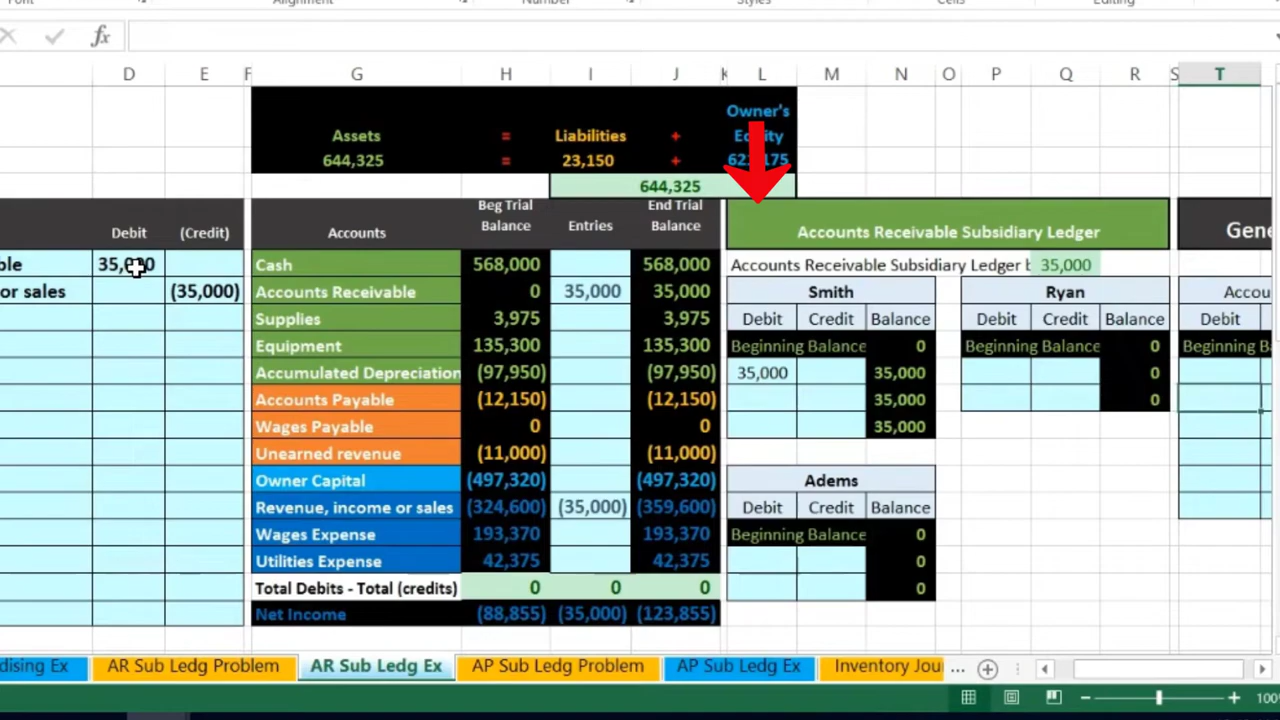 Font Alignment Number Styles Cells Editing
fx
D E F G H I J K L M N O P Q R S T
Owner's
Assets = Liabilities + Equity
644,325 = 23,150 +
644,325
Debit (Credit) Accounts Beg Trial Balance Entries End Trial Balance Accounts Receivable Subsidiary Ledger Gene
ble 35,000 Cash 568,000 568,000 Accounts Receivable Subsidiary Ledger b 35,000
or sales (35,000) Accounts Receivable 0 35,000 35,000 Smith Ryan Accou
Supplies 3,975 3,975 Debit Credit Balance Debit Credit Balance Debit
Equipment 135,300 135,300 Beginning Balance 0 Beginning Balance 0 Beginning B
Accumulated Depreciation (97,950) (97,950) 35,000 35,000 0
Accounts Payable (12,150) (12,150) 35,000 0
Wages Payable 0 0 35,000
Unearned revenue (11,000) (11,000)
Owner Capital (497,320) (497,320) Adems
Revenue, income or sales (324,600) (35,000) (359,600) Debit Credit Balance
Wages Expense 193,370 193,370 Beginning Balance 0
Utilities Expense 42,375 42,375 0
Total Debits - Total (credits) 0 0 0 0
Net Income (88,855) (35,000) (123,855)
dising Ex AR Sub Ledg Problem AR Sub Ledg Ex AP Sub Ledg Problem AP Sub Ledg Ex Inventory Jou ...
100